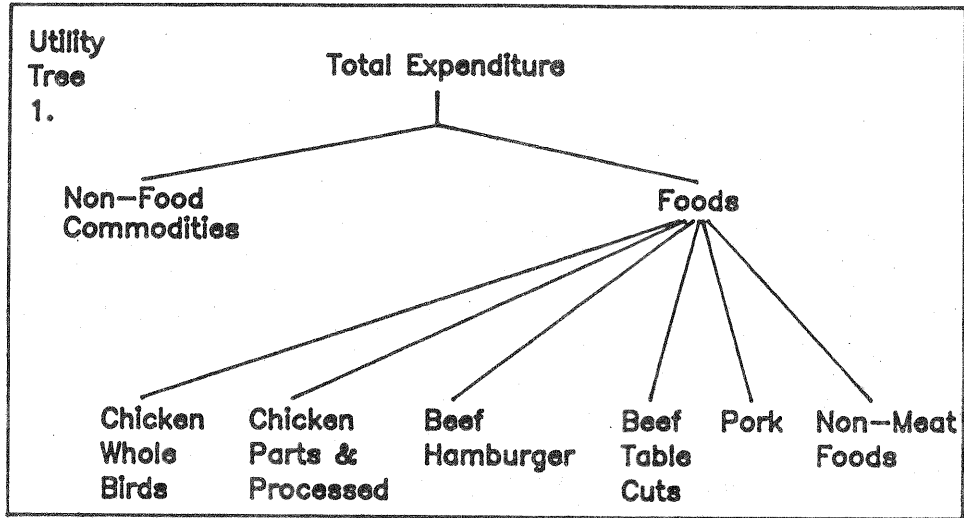 Utility
Tree
1.
Total Expenditure
Non-Food
Commodities
Foods
Chicken
Whole
Birds
Chicken
Parts &
Processed
Beef
Hamburger
Beef
Table
Cuts
Pork
Non-Meat
Foods